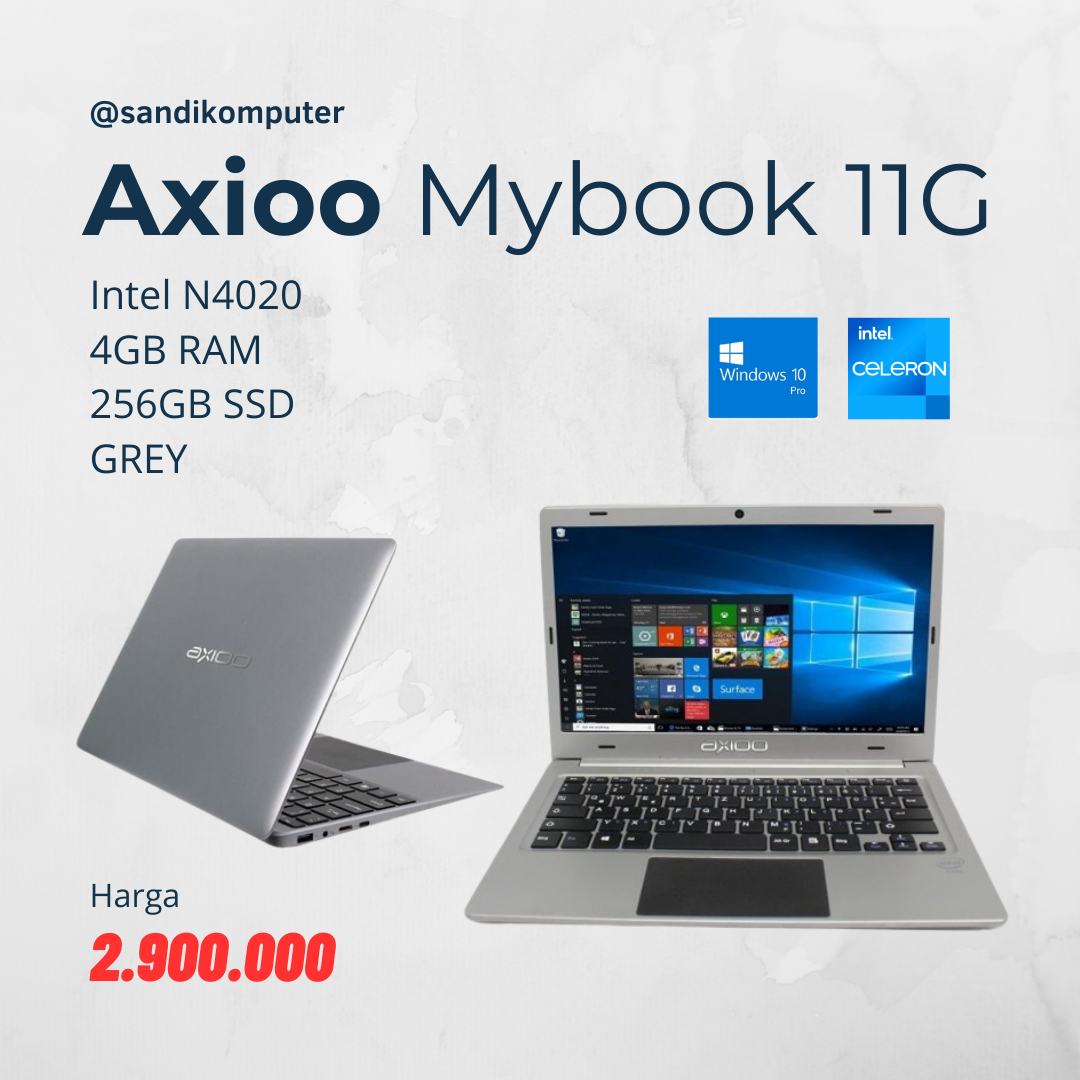 @sandikomputer
Axioo Mybook 11G
Intel N4020
4GB RAM
256GB SSD
GREY
Windows 10
Pro
intel.
CELERON
AXIOO
Surface
AXIOO
Harga
2.900.000